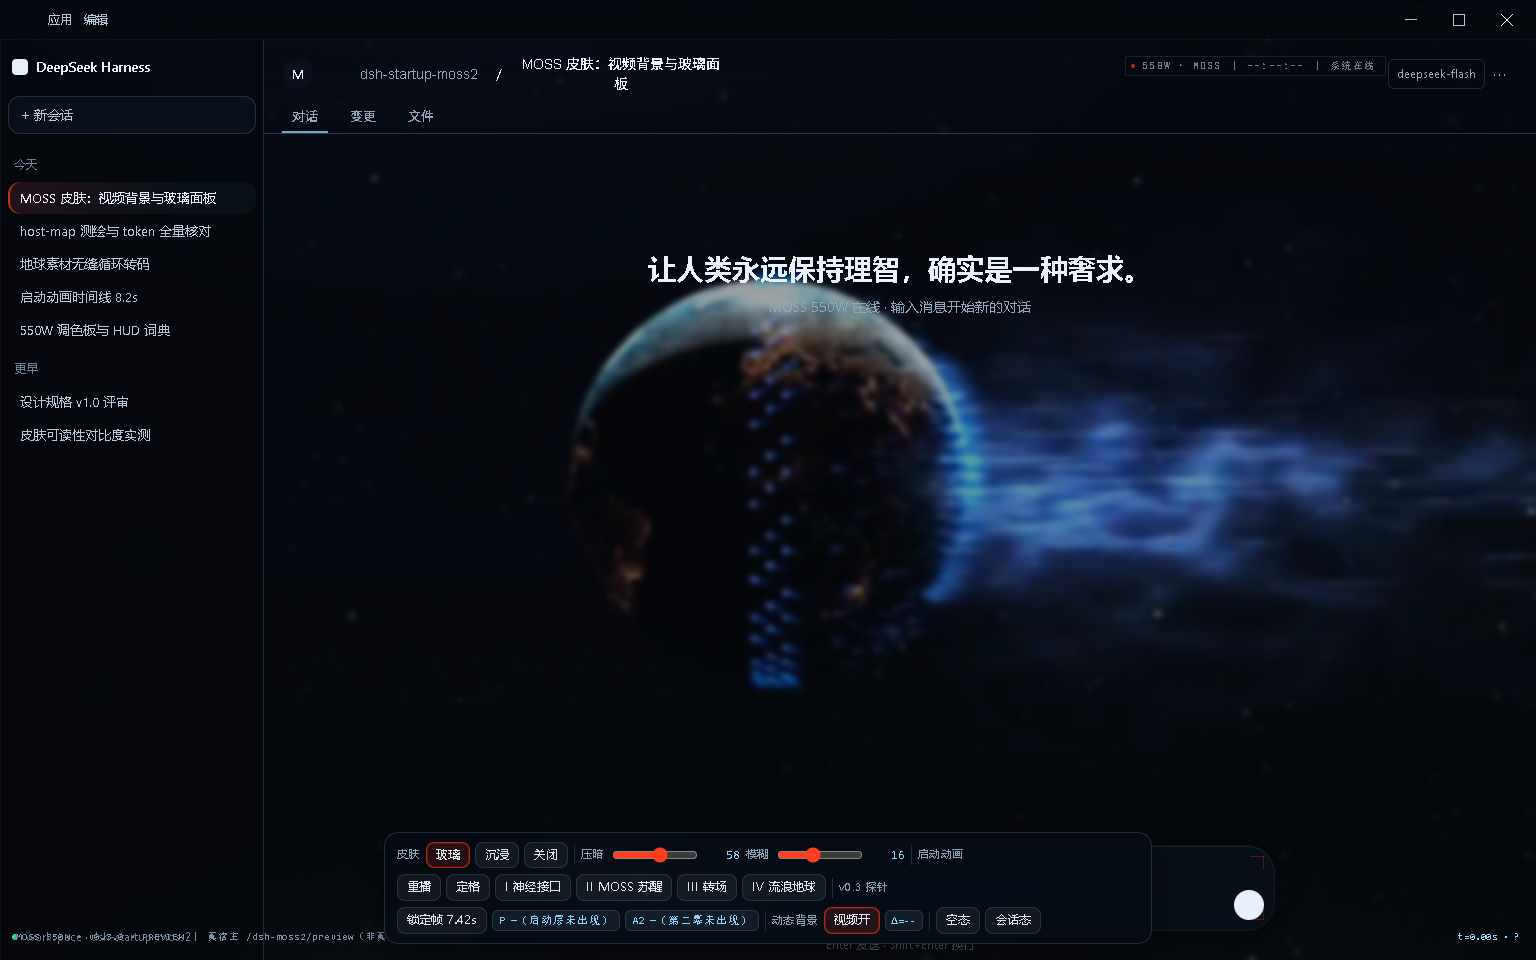 应用 编辑
DeepSeek Harness
+ 新会话
今天
MOSS 皮肤：视频背景与玻璃面板
host-map 测绘与 token 全量核对
地球素材无缝循环转码
启动动画时间线 8.2s
550W 调色板与 HUD 词典
更早
设计规格 v1.0 评审
皮肤可读性对比度实测
M dsh-startup-moss2 / MOSS 皮肤：视频背景与玻璃面
板
550W · MOSS | --:--:-- | 系统在线
deepseek-flash ···
对话 变更 文件
让人类永远保持理智，确实是一种奢求。
MOSS 550W 在线 · 输入消息开始新的对话
皮肤 玻璃 沉浸 关闭 压暗 58 模糊 16 启动动画
重播 定格 I 神经接口 II MOSS 苏醒 III 转场 IV 流浪地球 v0.3 探针
锁定帧 7.42s P —（启动层未出现） A2 —（第二幕未出现） 动态背景 视频开 Δ=-- 空态 会话态
Enter 发送 · Shift+Enter 换行
/dsh-moss2/preview
t=0.00s · ?